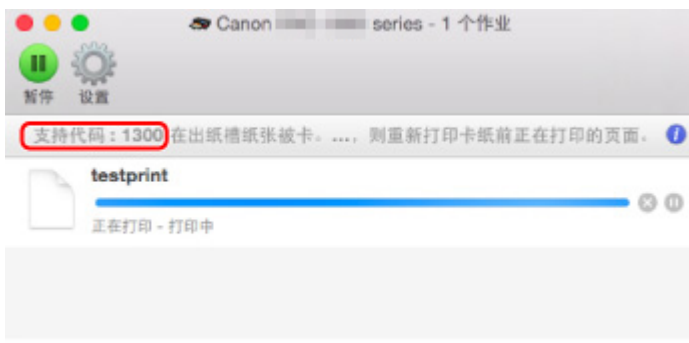 Canon series - 1 个作业
暂停 设置
支持代码：1300 在出纸槽纸张被卡。...，则重新打印卡纸前正在打印的页面。
testprint
正在打印 - 打印中